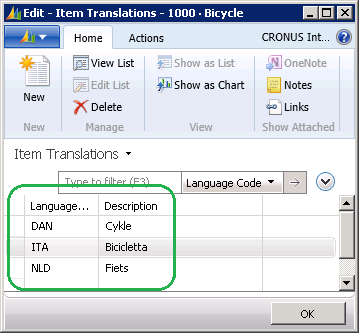 Edit - Item Translations - 1000 · Bicycle
Home Actions CRONUS Int...
New
View List
Edit List
Delete
Show as List
Show as Chart
OneNote
Notes
Links
New Manage View Show Attached
Item Translations
Type to filter (F3) Language Code
Language... Description
DAN Cykle
ITA Bicicletta
NLD Fiets
OK